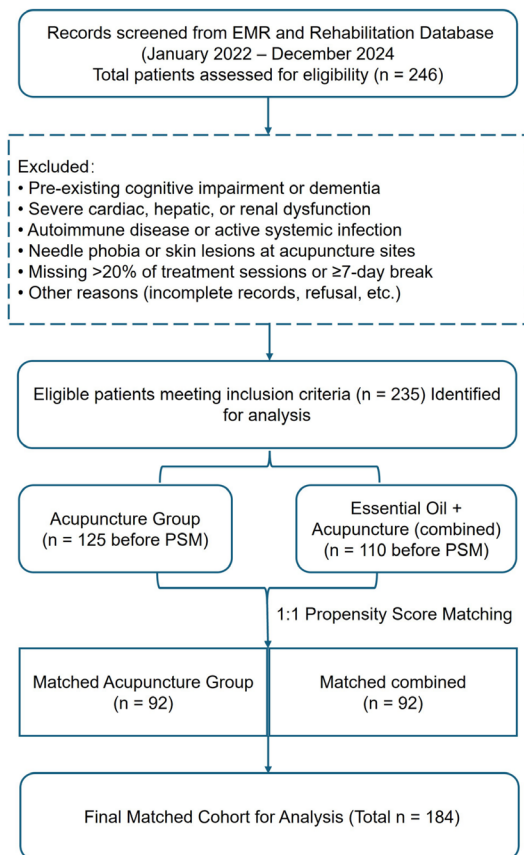 Records screened from EMR and Rehabilitation Database
(January 2022 – December 2024
Total patients assessed for eligibility (n = 246)
Excluded:
• Pre-existing cognitive impairment or dementia
• Severe cardiac, hepatic, or renal dysfunction
• Autoimmune disease or active systemic infection
• Needle phobia or skin lesions at acupuncture sites
• Missing >20% of treatment sessions or ≥7-day break
• Other reasons (incomplete records, refusal, etc.)
Eligible patients meeting inclusion criteria (n = 235) Identified
for analysis
Acupuncture Group
(n = 125 before PSM)
Essential Oil +
Acupuncture (combined)
(n = 110 before PSM)
1:1 Propensity Score Matching
Matched Acupuncture Group
(n = 92)
Matched combined
(n = 92)
Final Matched Cohort for Analysis (Total n = 184)